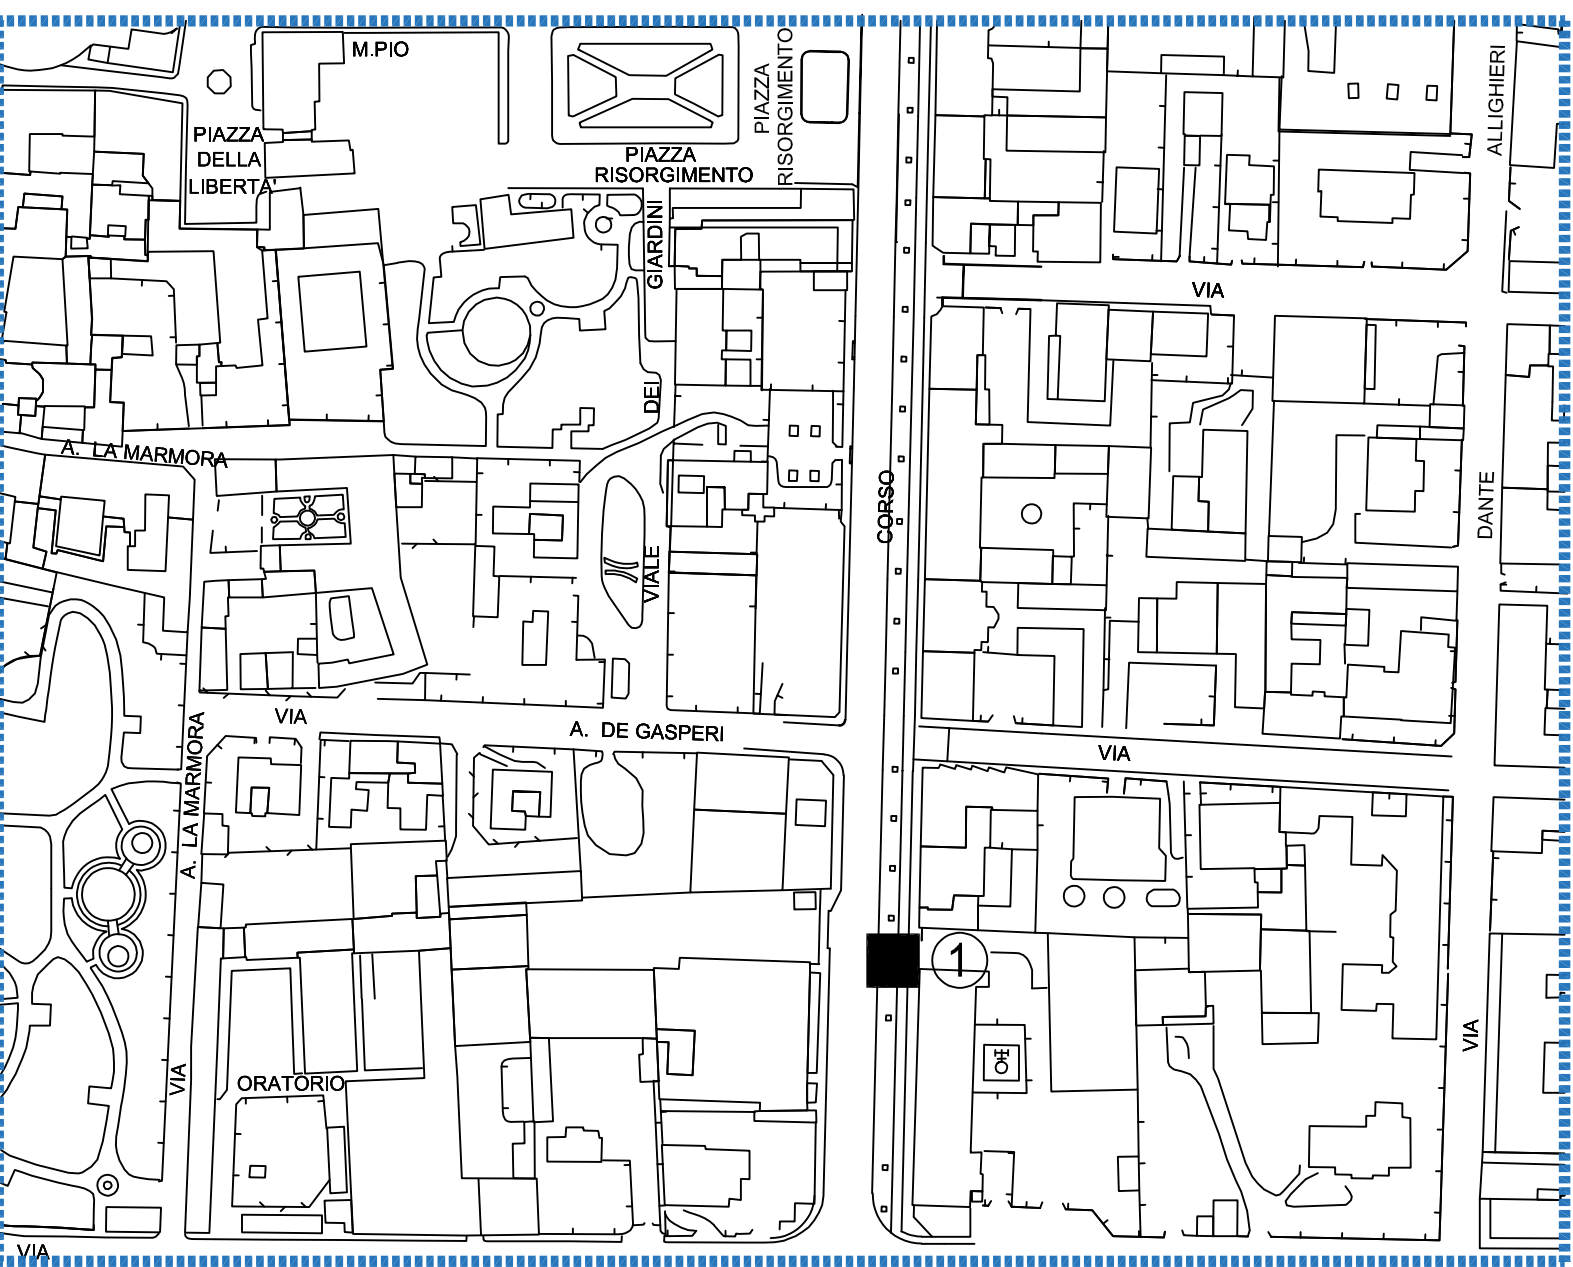 M.PIO
PIAZZA
RISORGIMENTO
ALLIGHIERI
PIAZZA
DELLA
LIBERTA'
PIAZZA
RISORGIMENTO
GIARDINI
VIA
DEI
A. LA MARMORA
CORSO
DANTE
VIALE
VIA
A. DE GASPERI
VIA
A. LA MARMORA
1
VIA
VIA
ORATORIO
VIA